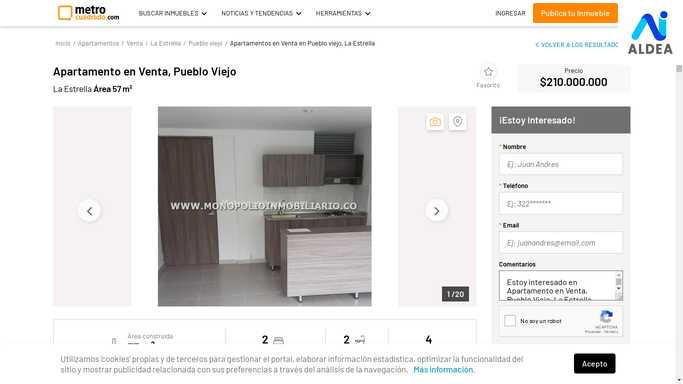 metro
cuadrado.com
BUSCAR INMUEBLES
NOTICIAS Y TENDENCIAS
HERRAMIENTAS
INGRESAR
Publica tu Inmueble
AI
ALDEA
Inicio / Apartamentos / Venta / La Estrella / Pueblo viejo / Apartamentos en Venta en Pueblo viejo, La Estrella
< VOLVER A LOS RESULTADO
Apartamento en Venta, Pueblo Viejo
La Estrella Área 57 m²
Favorito
Precio
$210.000.000
WWW.MONOPOLIOINMOBILIARIO.CO
1 / 20
¡Estoy Interesado!
* Nombre
Ej: Juan Andres
* Teléfono
Ej: 322*******
* Email
Ej: juanandres@email.com
Comentarios
Estoy interesado en
Apartamento en Venta,
Pueblo Viejo, La Estrella
No soy un robot
reCAPTCHA
Privacidad - Términos
Área construida
2
2
4
Utilizamos 'cookies' propias y de terceros para gestionar el portal, elaborar información estadística, optimizar la funcionalidad del
sitio y mostrar publicidad relacionada con sus preferencias a través del análisis de la navegación. Más información.
Acepto